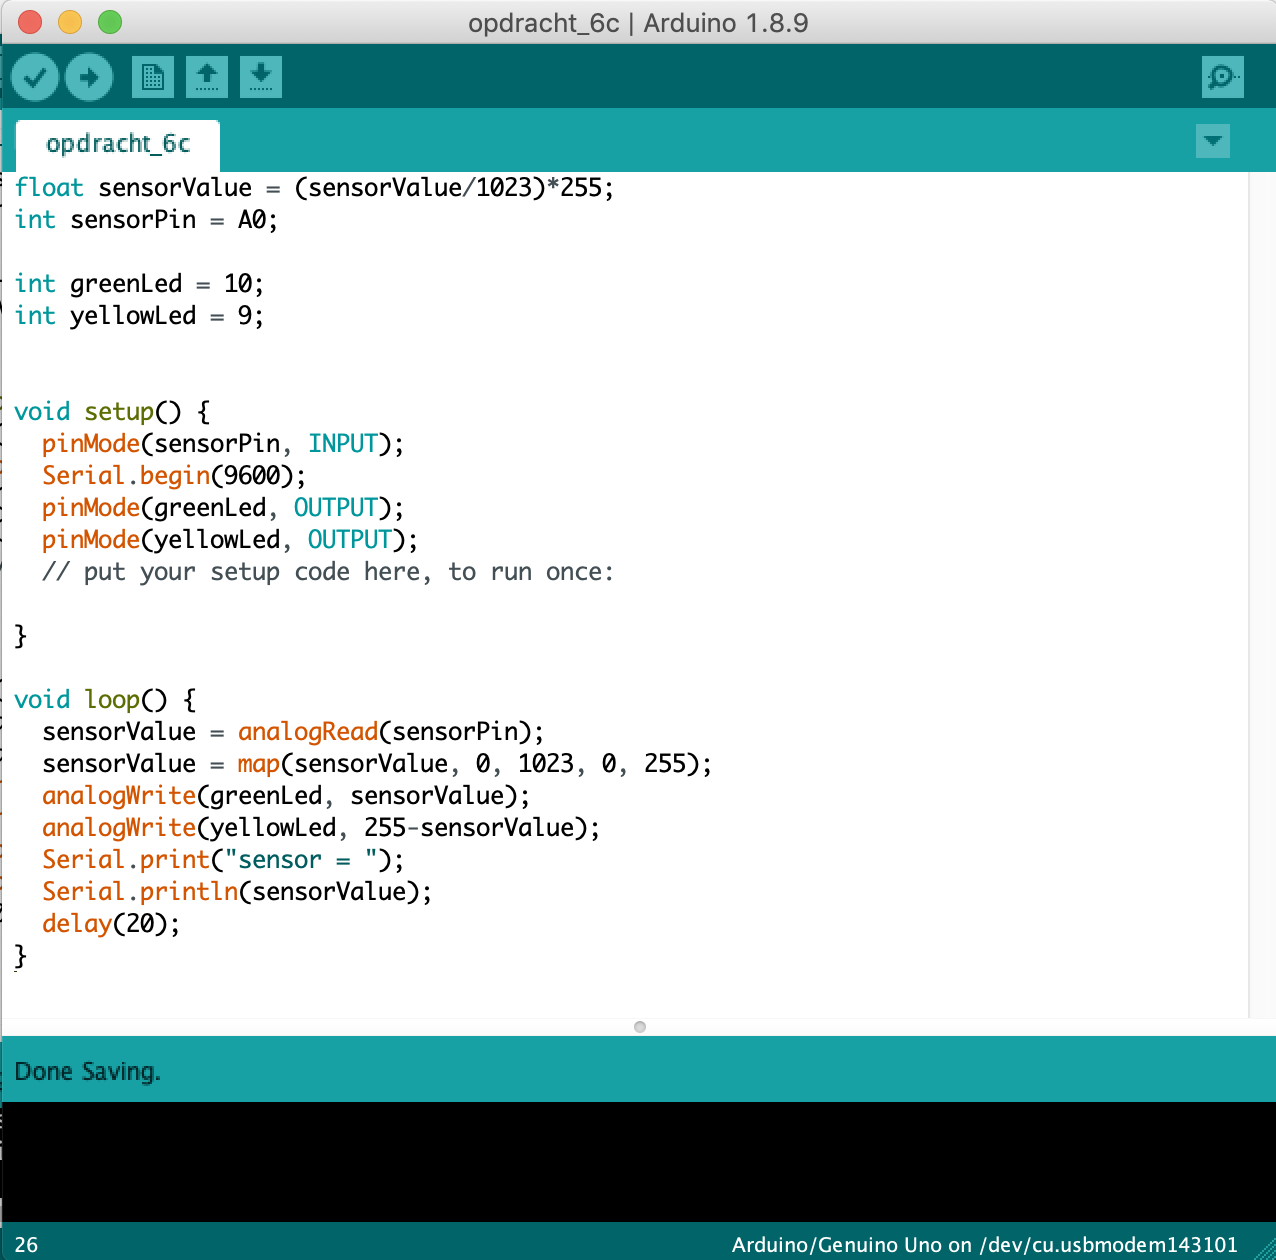 opdracht_6c | Arduino 1.8.9
opdracht_6c
float sensorValue = (sensorValue/1023)*255;
int sensorPin = A0;
int greenLed = 10;
int yellowLed = 9;
void setup() {
pinMode(sensorPin, INPUT);
Serial.begin(9600);
pinMode(greenLed, OUTPUT);
pinMode(yellowLed, OUTPUT);
// put your setup code here, to run once:
}
void loop() {
sensorValue = analogRead(sensorPin);
sensorValue = map(sensorValue, 0, 1023, 0, 255);
analogWrite(greenLed, sensorValue);
analogWrite(yellowLed, 255-sensorValue);
Serial.print("sensor = ");
Serial.println(sensorValue);
delay(20);
}
Done Saving.
26
Arduino/Genuino Uno on /dev/cu.usbmodem143101